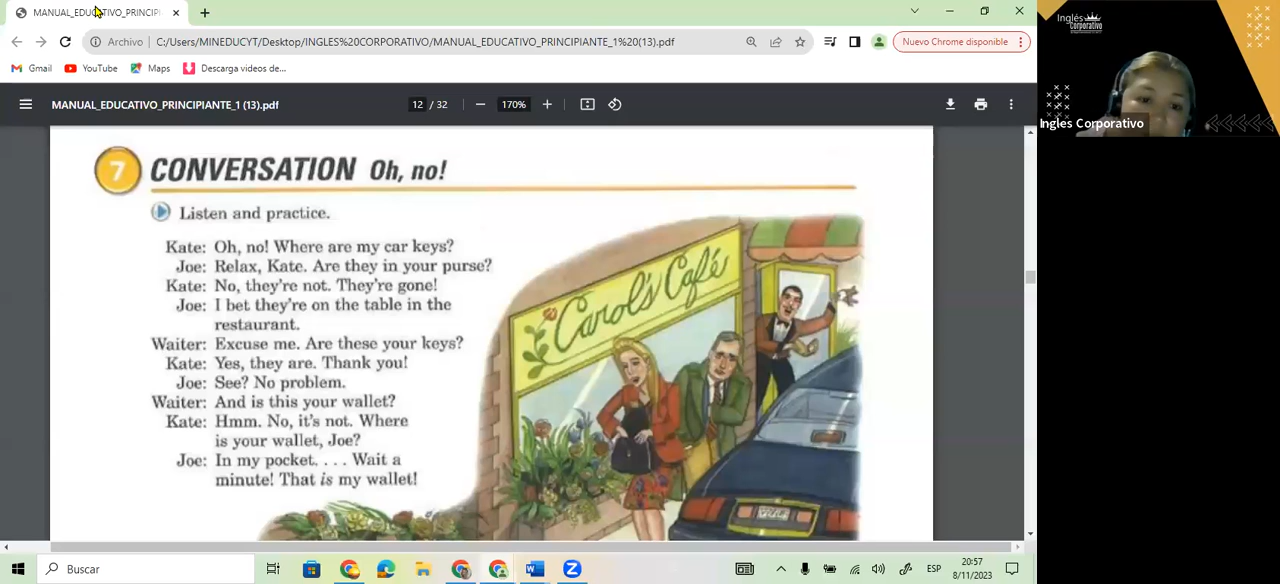 MANUAL_EDUCATIVO_PRINCIPI
Archivo
C:/Users/MINEDUCYT/Desktop/INGLES%20CORPORATIVO/MANUAL_EDUCATIVO_PRINCIPIANTE_1%20(13).pdf
Nuevo Chrome disponible
Gmail
YouTube
Maps
Descarga videos de...
MANUAL_EDUCATIVO_PRINCIPIANTE_1 (13).pdf
12 / 32
170%
7 CONVERSATION Oh, no!
Listen and practice.
Kate: Oh, no! Where are my car keys?
Joe: Relax, Kate. Are they in your purse?
Kate: No, they're not. They're gone!
Joe: I bet they're on the table in the
restaurant.
Waiter: Excuse me. Are these your keys?
Kate: Yes, they are. Thank you!
Joe: See? No problem.
Waiter: And is this your wallet?
Kate: Hmm. No, it's not. Where
is your wallet, Joe?
Joe: In my pocket. . . . Wait a
minute! That is my wallet!
Carol's Café
Inglés
Corporativo
Ingles Corporativo
Buscar
ESP
20:57
8/11/2023